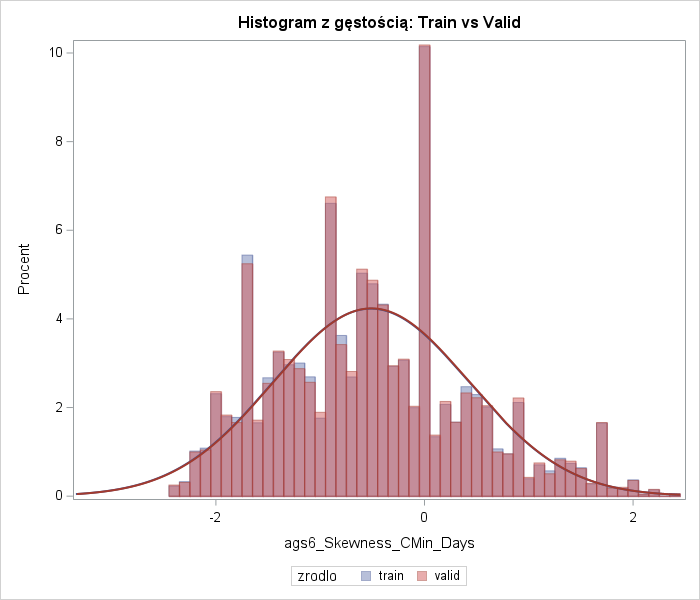 Histogram z gęstością: Train vs Valid
10
8
6
4
2
0
Procent
-2
0
2
ags6_Skewness_CMin_Days
zrodlo train valid